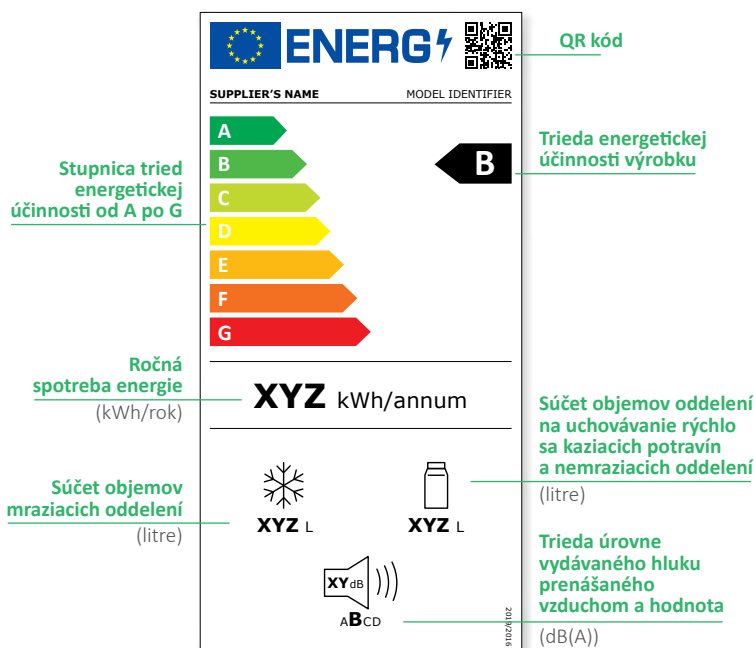 ENERG
QR kód
SUPPLIER'S NAME
MODEL IDENTIFIER
A
B
C
D
E
F
G
B
Trieda energetickej
účinnosti výrobku
Stupnica tried
energetickej
účinnosti od A po G
Ročná
spotreba energie
(kWh/rok)
XYZ kWh/annum
Súčet objemov oddelení
na uchovávanie rýchlo
sa kaziacich potravín
a nemraziacich oddelení
(litre)
Súčet objemov
mraziacich oddelení
(litre)
XYZ L
XYZ L
XY dB
ABCD
Trieda úrovne
vydávaného hluku
prenášaného
vzduchom a hodnota
(dB(A))
2019/2016